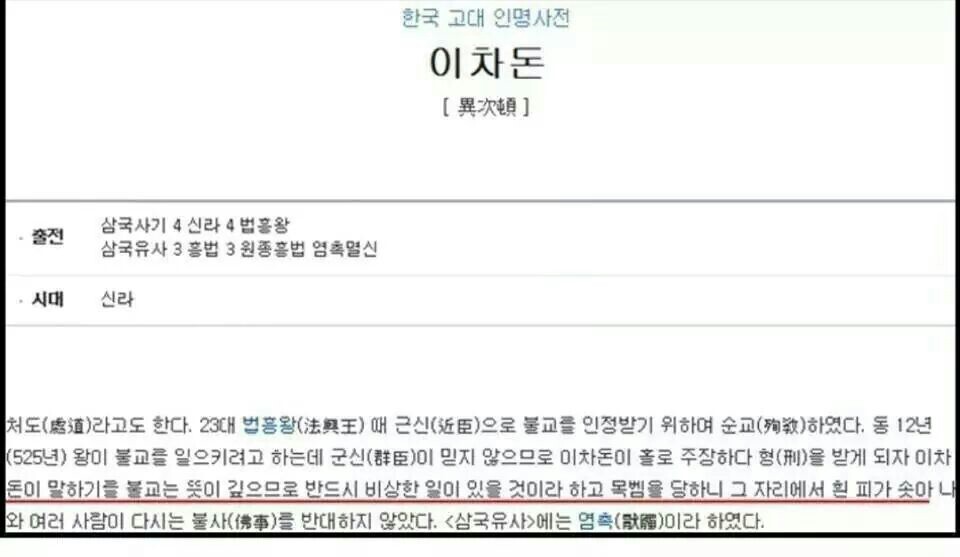 한국 고대 인명사전
이차돈
[ 異次頓 ]
· 출전 삼국사기 4 신라 4 법흥왕
삼국유사 3 흥법 3 원종흥법 염촉멸신
· 시대 신라
처도(處道)라고도 한다. 23대 법흥왕(法興王) 때 근신(近臣)으로 불교를 인정받기 위하여 순교(殉敎)하였다. 동 12년
(525년) 왕이 불교를 일으키려고 하는데 군신(群臣)이 믿지 않으므로 이차돈이 홀로 주장하다 형(刑)을 받게 되자 이차
돈이 말하기를 불교는 뜻이 깊으므로 반드시 비상한 일이 있을 것이라 하고 목벰을 당하니 그 자리에서 흰 피가 솟아 나
와 여러 사람이 다시는 불사(佛事)를 반대하지 않았다. <삼국유사>에는 염촉(厭髑)이라 하였다.